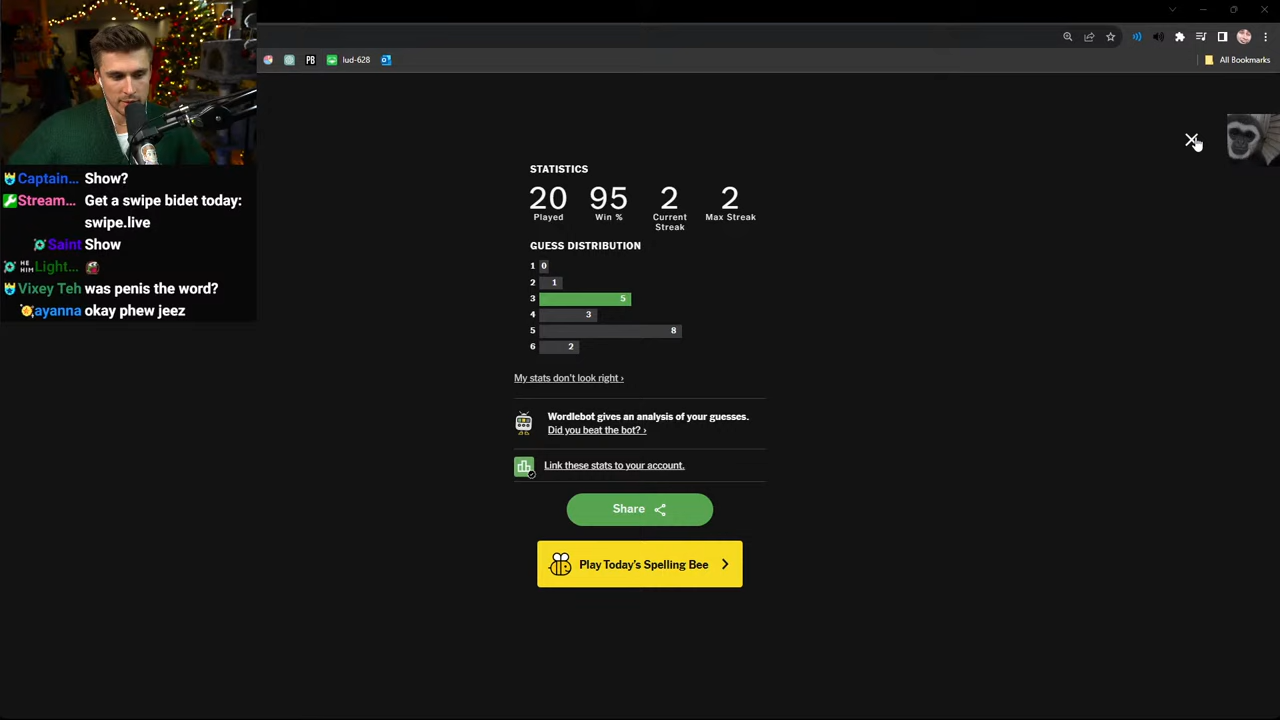 PB
lud-628
All Bookmarks
Captain... Show?
Stream... Get a swipe bidet today:
swipe.live
Saint Show
HE HIM Light...
Vixey Teh was penis the word?
ayanna okay phew jeez
STATISTICS
20 95 2 2
Played Win % Current Streak Max Streak
GUESS DISTRIBUTION
1 0
2 1
3 5
4 3
5 8
6 2
My stats don't look right ›
Wordlebot gives an analysis of your guesses.
Did you beat the bot? ›
Link these stats to your account.
Share
Play Today's Spelling Bee